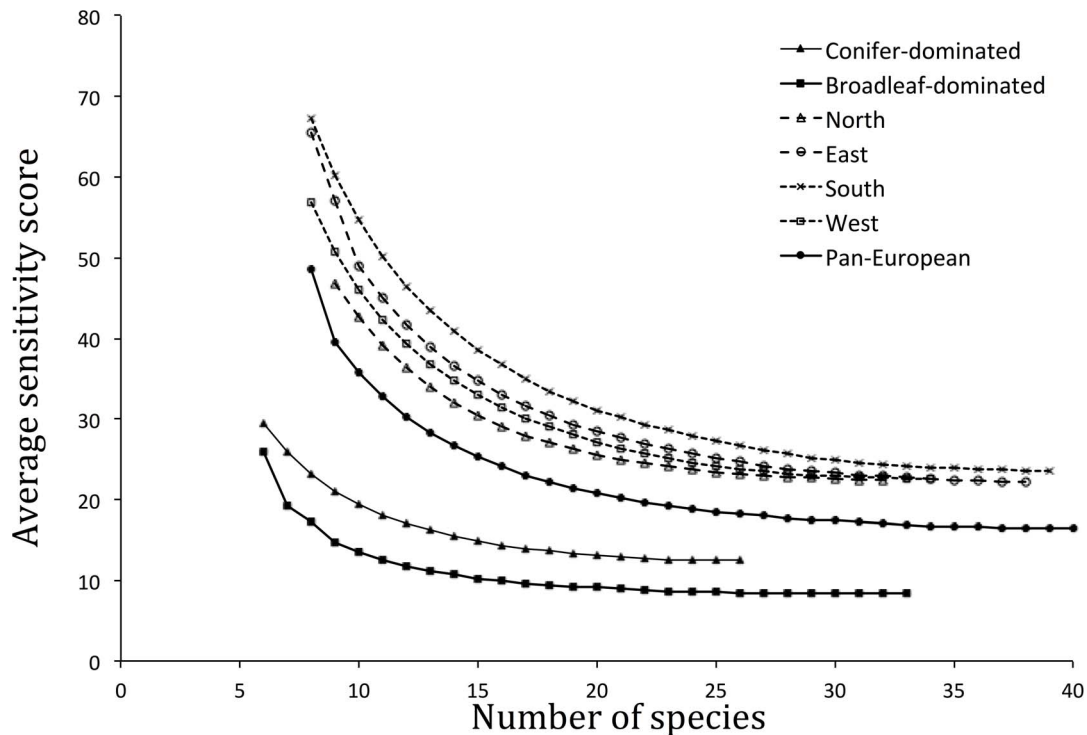 80
70
60
50
40
30
20
10
0
Average sensitivity score
Conifer-dominated
Broadleaf-dominated
North
East
South
West
Pan-European
0 5 10 15 20 25 30 35 40
Number of species